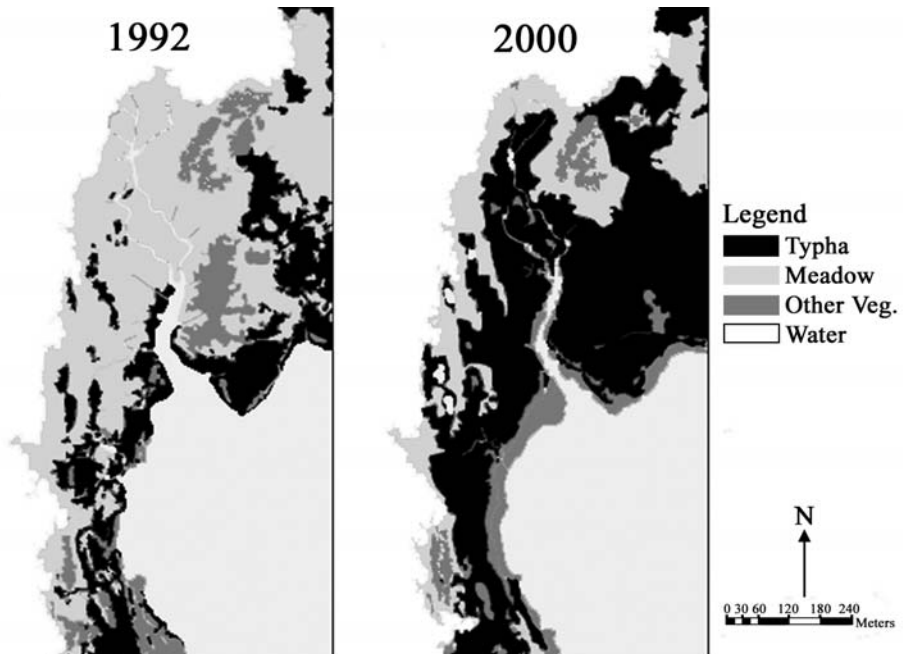 1992
2000
Legend
Typha
Meadow
Other Veg.
Water
N
0 30 60 120 180 240
Meters